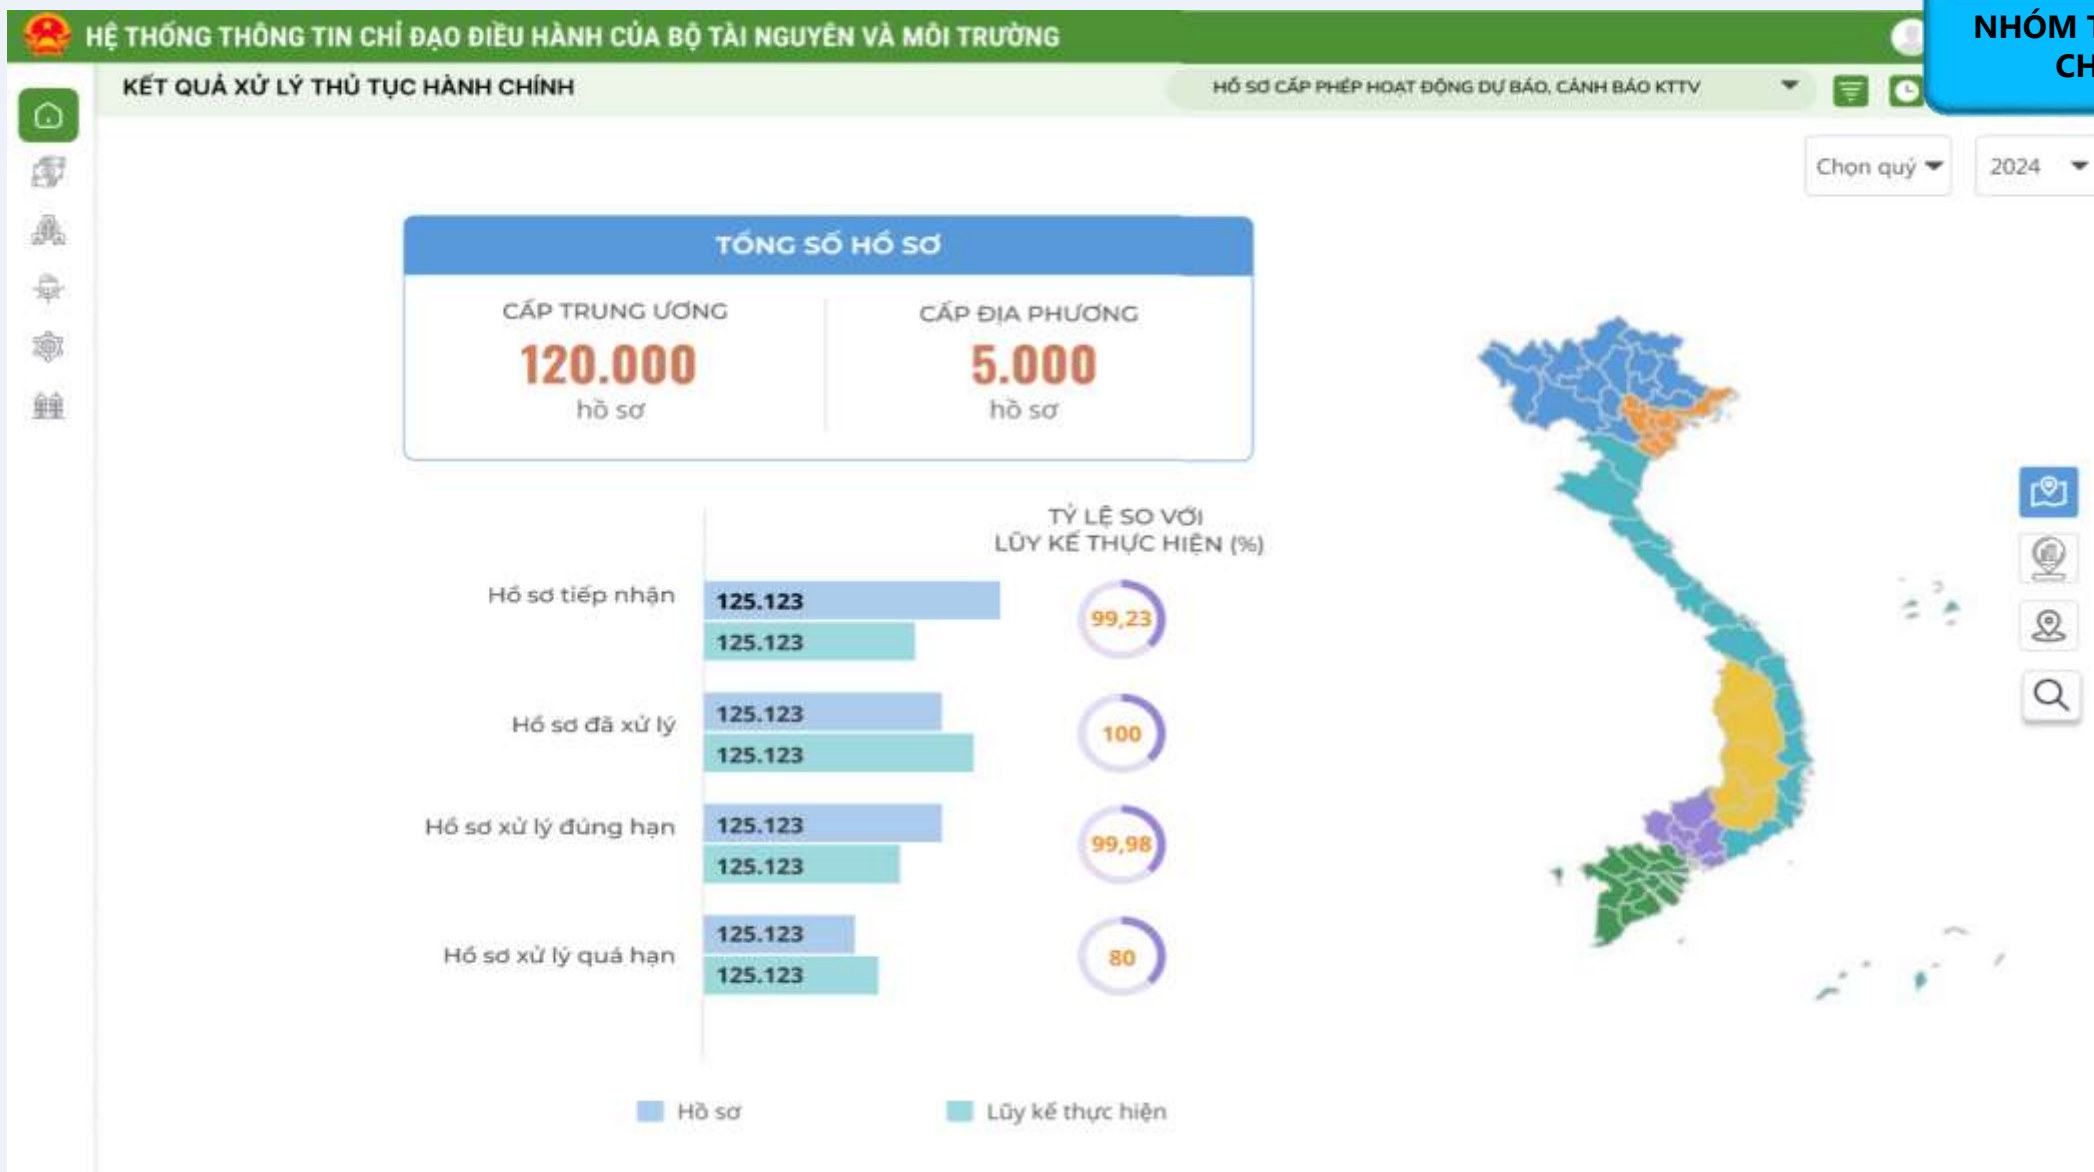 HỆ THỐNG THÔNG TIN CHỈ ĐẠO ĐIỀU HÀNH CỦA BỘ TÀI NGUYÊN VÀ MÔI TRƯỜNG
NHÓM
KẾT QUẢ XỬ LÝ THỦ TỤC HÀNH CHÍNH
HỒ SƠ CẤP PHÉP HOẠT ĐỘNG DỰ BÁO, CẢNH BÁO KTTV
Chọn quý
2024
TỔNG SỐ HỒ SƠ
CẤP TRUNG ƯƠNG
120.000
hồ sơ
CẤP ĐỊA PHƯƠNG
5.000
hồ sơ
TỶ LỆ SO VỚI
LŨY KẾ THỰC HIỆN (%)
Hồ sơ tiếp nhận
125.123
125.123
99,23
Hồ sơ đã xử lý
125.123
125.123
100
Hồ sơ xử lý đúng hạn
125.123
125.123
99,98
Hồ sơ xử lý quá hạn
125.123
125.123
80
Hồ sơ
Lũy kế thực hiện